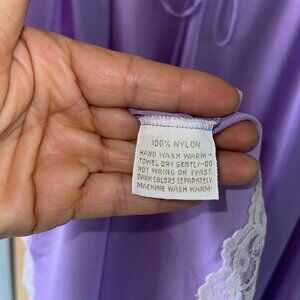 100% NYLON
HAND WASH WARM -
TOWEL DRY GENTLY-DO
NOT WRING OR TWIST.
DARK COLORS SEPARATELY.
MACHINE WASH WARM.